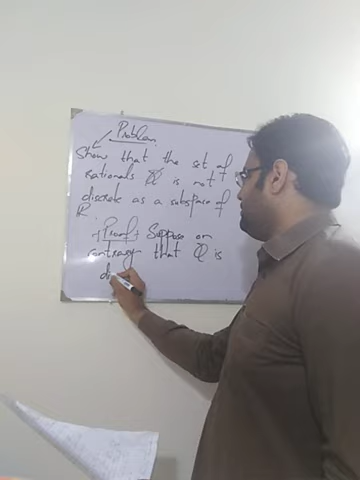 Problem
Show that the set of
rationals Q is not
discrete as a subspace of
R.
Proof Suppose on
contrary that Q is
di